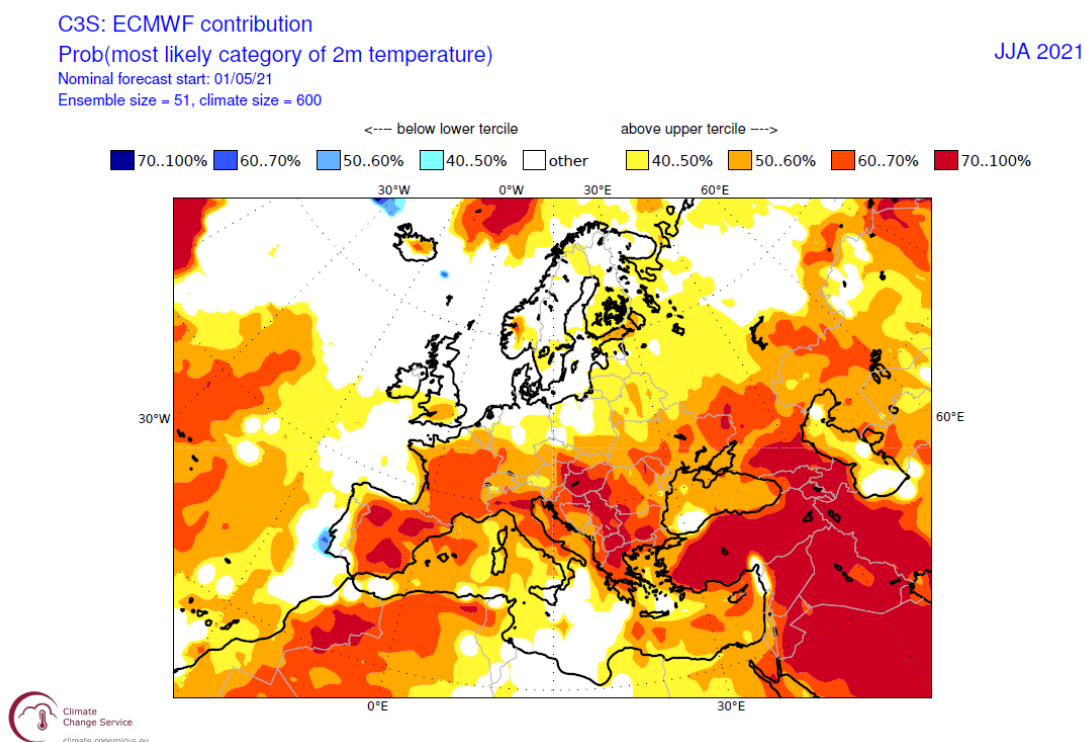 C3S: ECMWF contribution
Prob(most likely category of 2m temperature)
JJA 2021
Nominal forecast start: 01/05/21
Ensemble size = 51, climate size = 600
<---- below lower tercile
above upper tercile ---->
70..100% 60..70% 50..60% 40..50% other 40..50% 50..60% 60..70% 70..100%
30°W 0°W 30°E 60°E
30°W
60°E
0°E 30°E
Climate
Change Service
climate.copernicus.eu